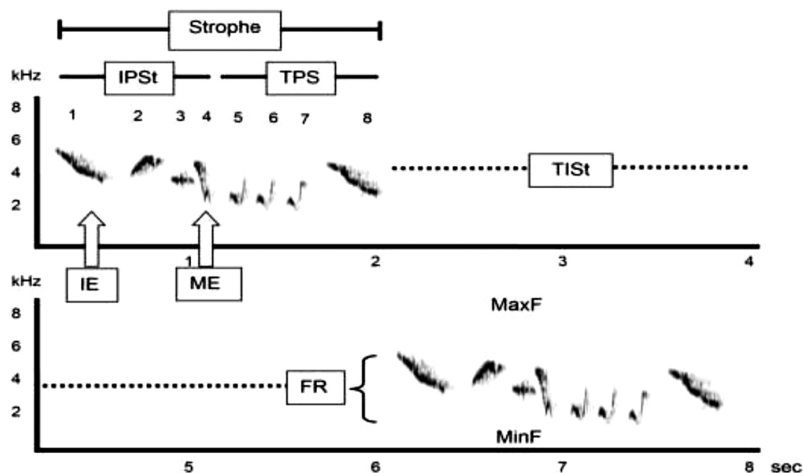 Strophe
kHz IPSt TPS
8 1 2 3 4 5 6 7 8
6
4 TISt
2
1 2 3 4
IE ME
kHz
8 MaxF
6
4 FR
2
MinF
5 6 7 8 sec